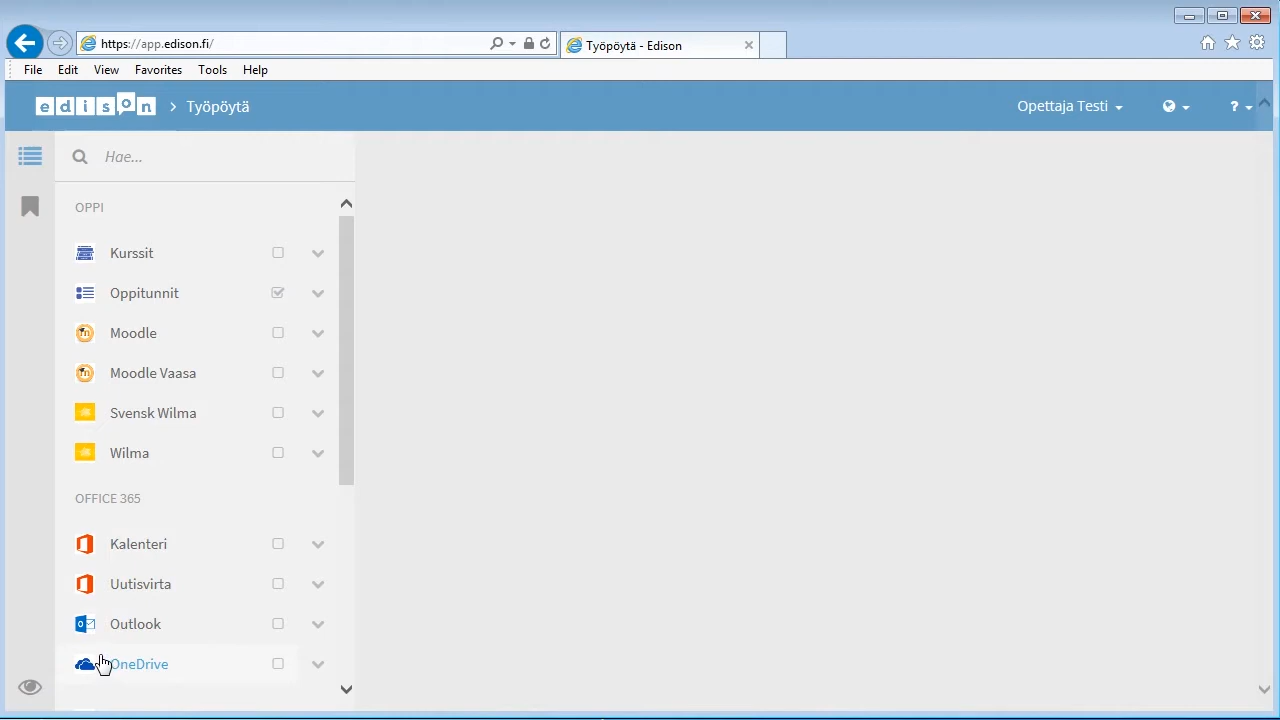 https://app.edison.fi/
Työpöytä - Edison
File Edit View Favorites Tools Help
edison > Työpöytä
Opettaja Testi
?
Hae...
OPPI
Kurssit
Oppitunnit
Moodle
Moodle Vaasa
Svensk Wilma
Wilma
OFFICE 365
Kalenteri
Uutisvirta
Outlook
OneDrive